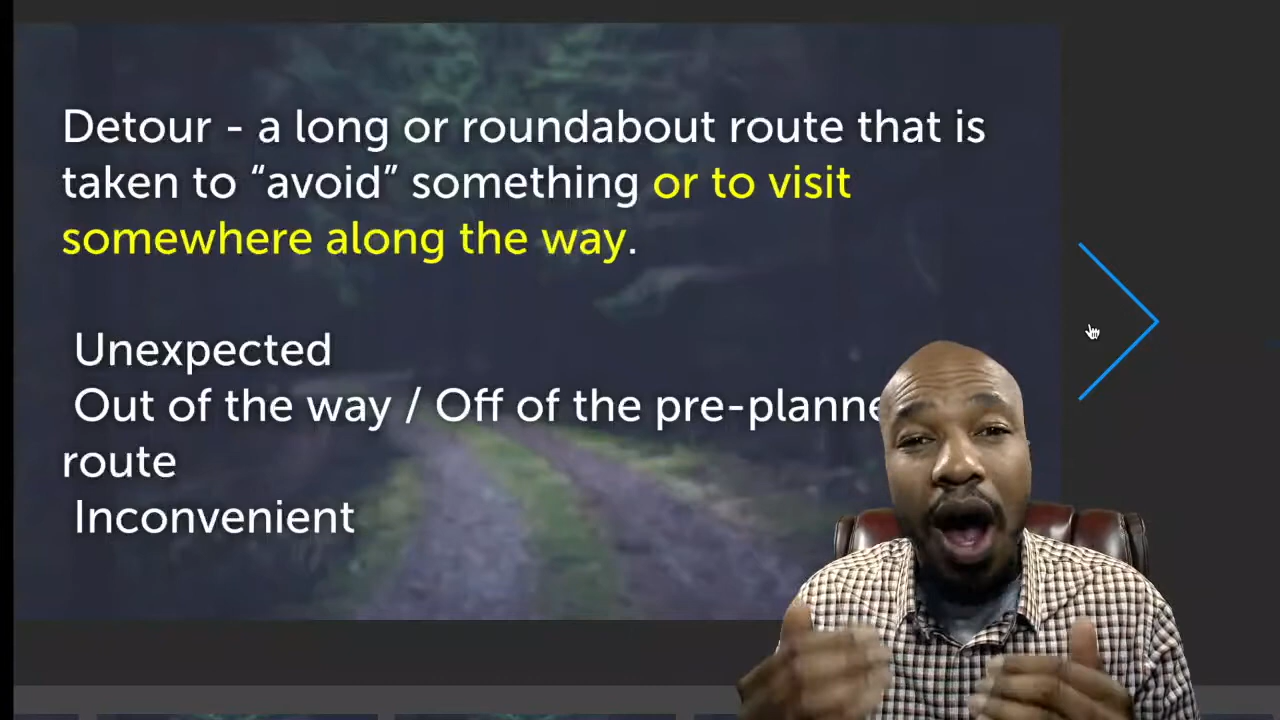 Detour - a long or roundabout route that is
taken to “avoid” something or to visit
somewhere along the way.
Unexpected
Out of the way / Off of the pre-planne
route
Inconvenient